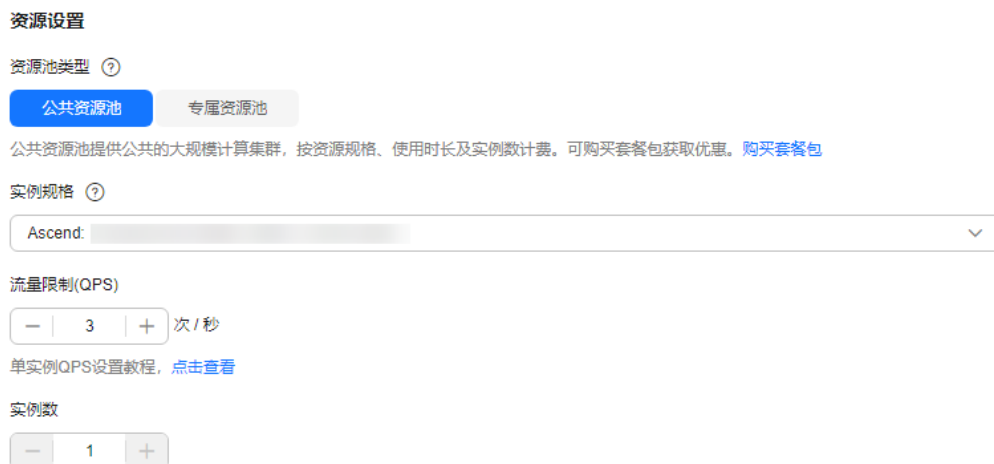 资源设置
资源池类型 ?
公共资源池 专属资源池
公共资源池提供公共的大规模计算集群，按资源规格、使用时长及实例数计费。可购买套餐包获取优惠。购买套餐包
实例规格 ?
Ascend:
流量限制(QPS)
— 3 + 次 / 秒
单实例QPS设置教程，点击查看
实例数
— 1 +